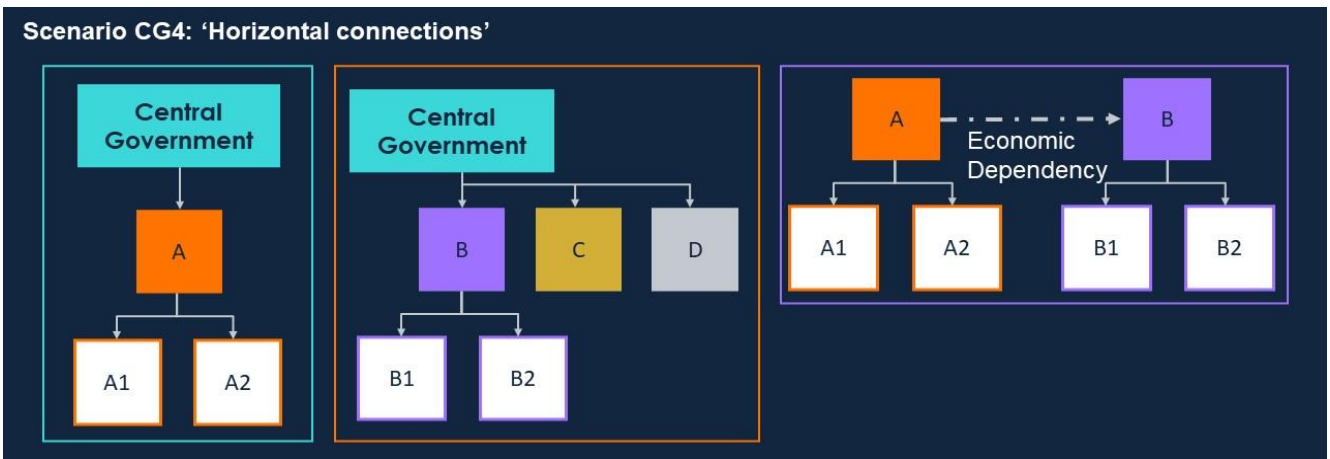 Scenario CG4: ‘Horizontal connections’
Central
Government
A
A1
A2
Central
Government
B
C
D
B1
B2
A
Economic
Dependency
B
A1
A2
B1
B2